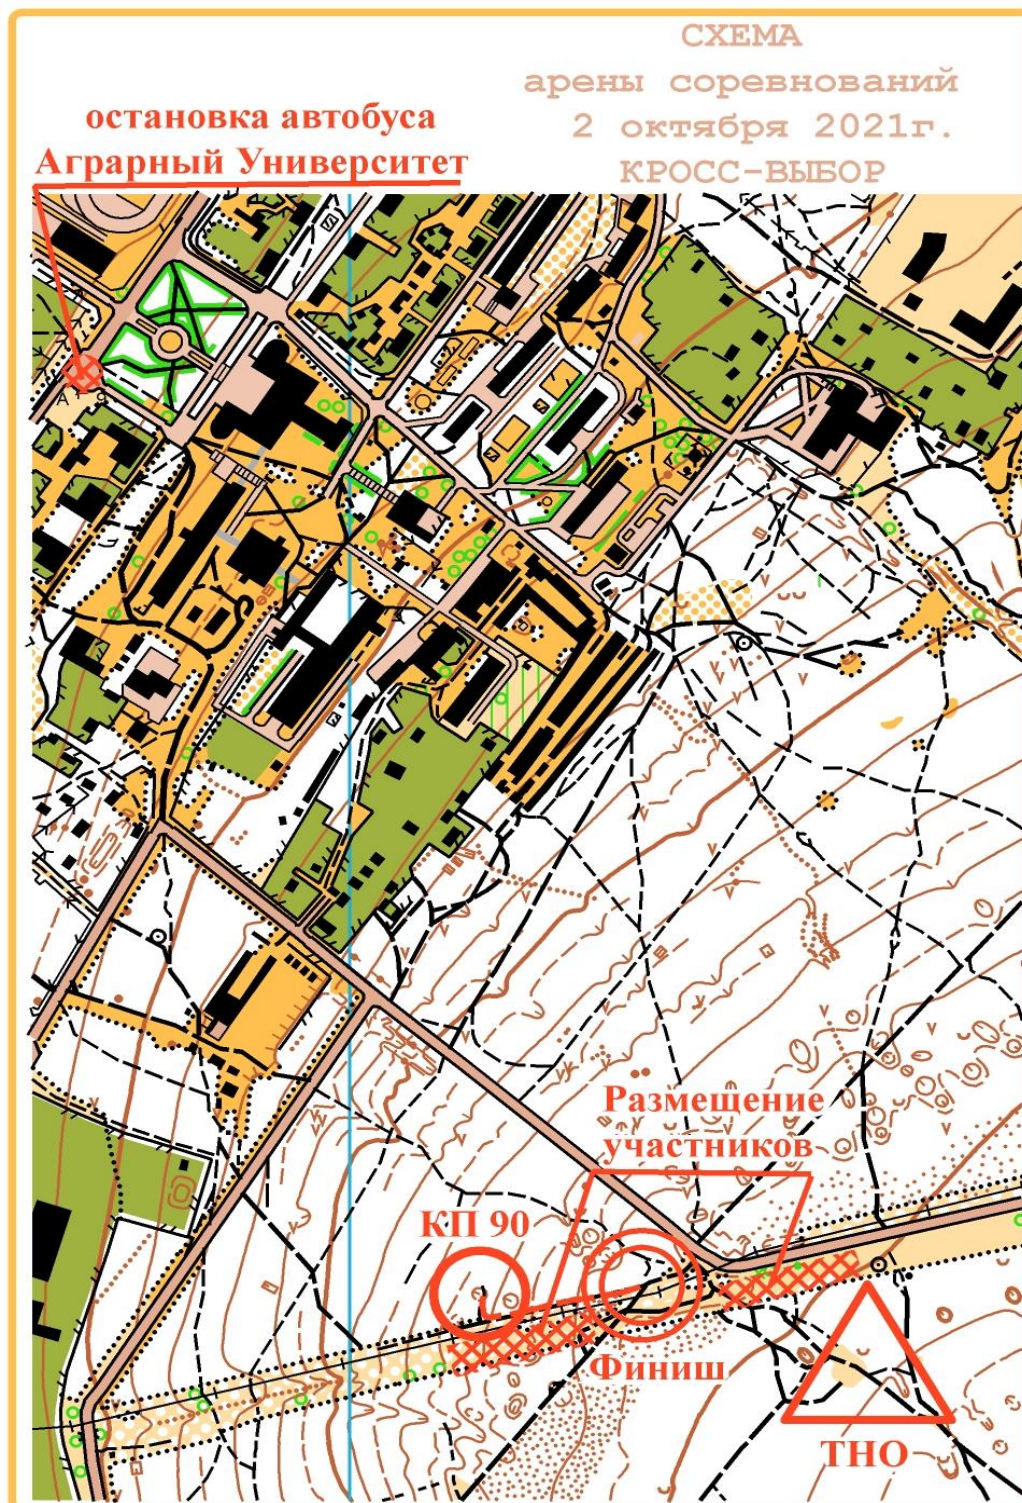 СХЕМА
арены соревнований
2 октября 2021г.
КРОСС-ВЫБОР
остановка автобуса
Аграрный Университет
Размещение
участников
КП 90
Финиш
ТНО